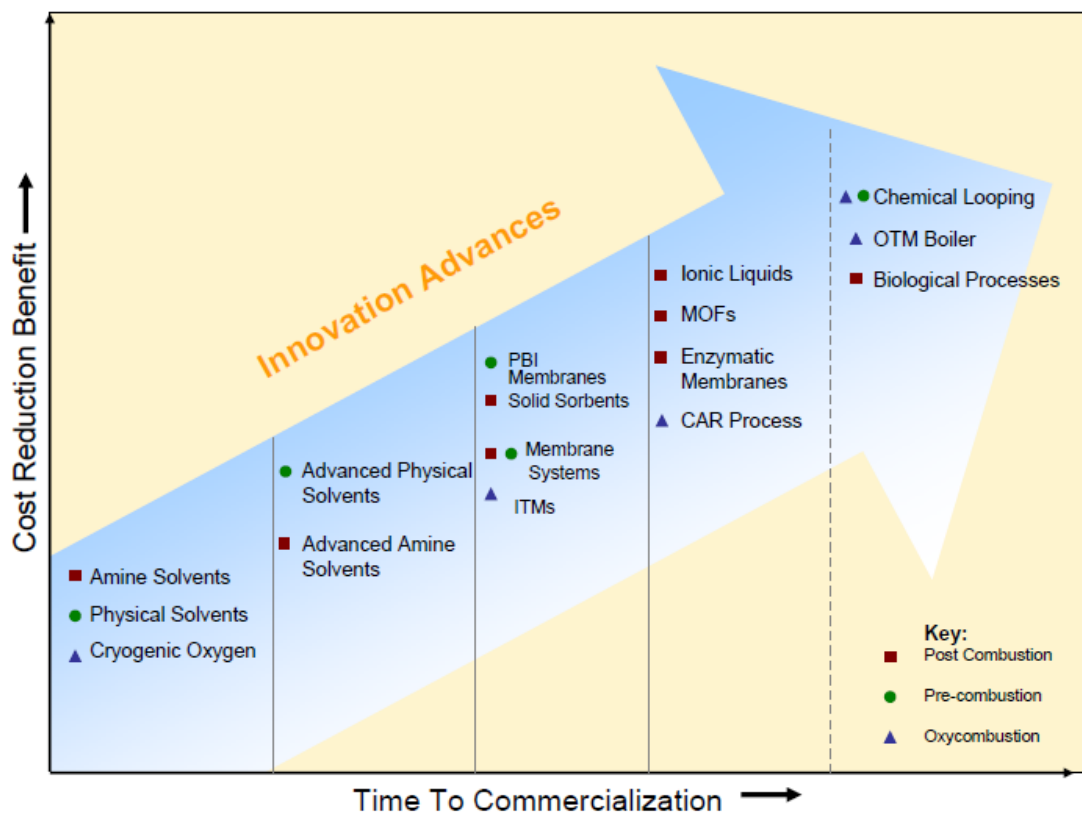 Cost Reduction Benefit
Innovation Advances
Amine Solvents
Physical Solvents
Cryogenic Oxygen
Advanced Physical
Solvents
Advanced Amine
Solvents
PBI
Membranes
Solid Sorbents
Membrane
Systems
ITMs
Ionic Liquids
MOFs
Enzymatic
Membranes
CAR Process
Chemical Looping
OTM Boiler
Biological Processes
Key:
Post Combustion
Pre-combustion
Oxycombustion
Time To Commercialization